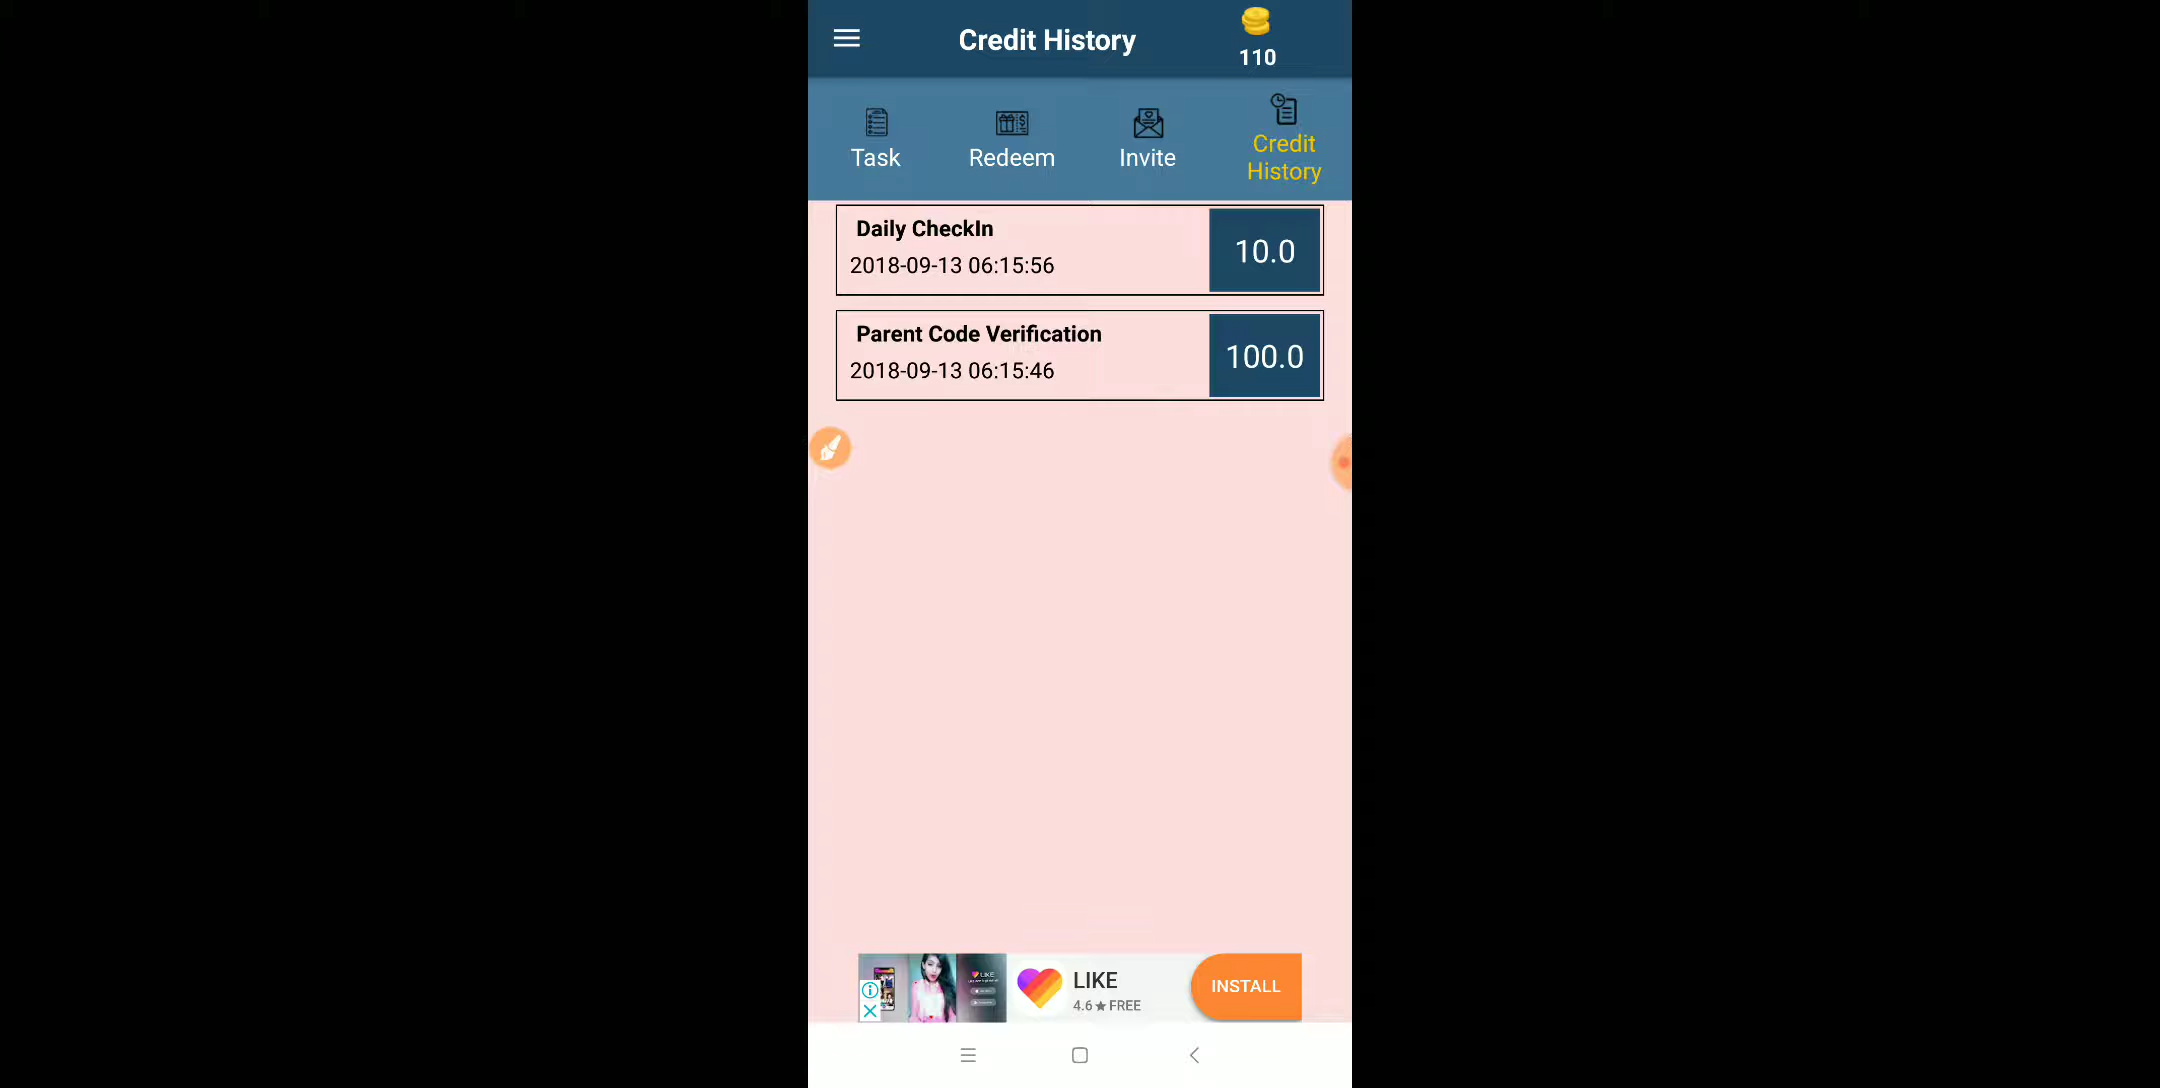 Credit History
110
Task
Redeem
Invite
Credit
History
Daily CheckIn
2018-09-13 06:15:56
10.0
Parent Code Verification
2018-09-13 06:15:46
100.0
LIKE
LIKE
4.6★FREE
INSTALL